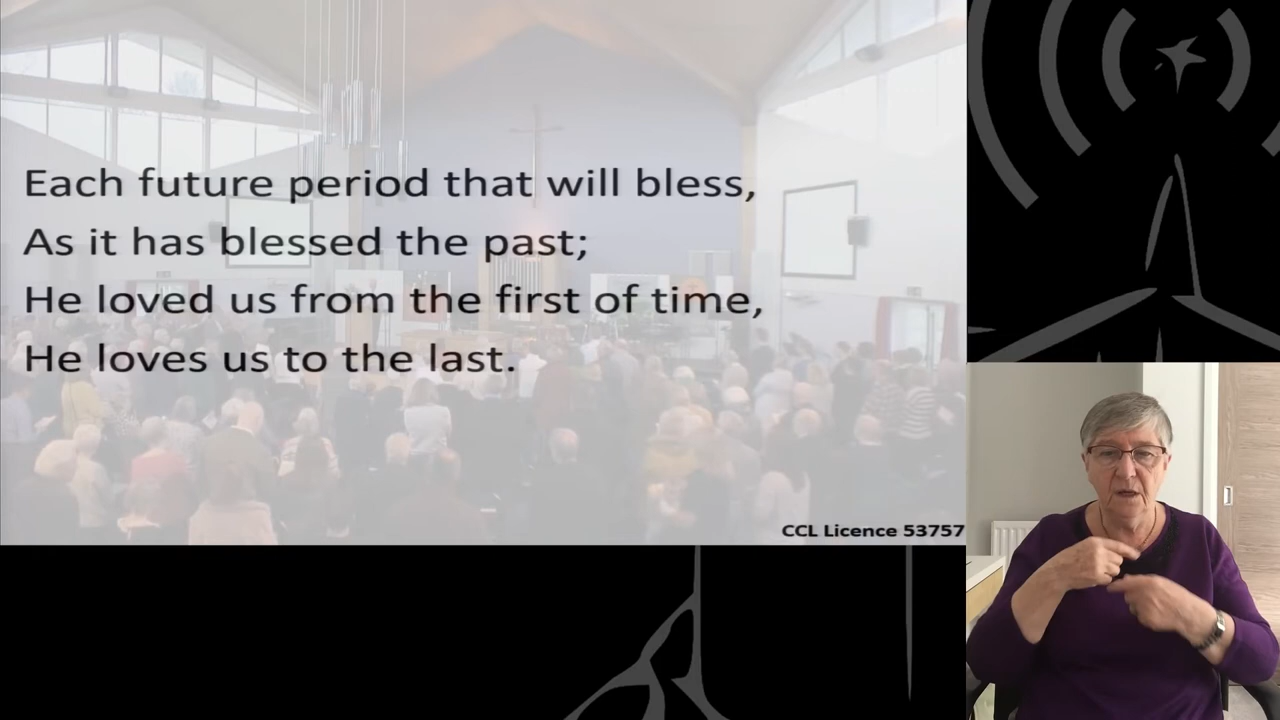 Each future period that will bless,
As it has blessed the past;
He loved us from the first of time,
He loves us to the last.
CCL Licence 53757